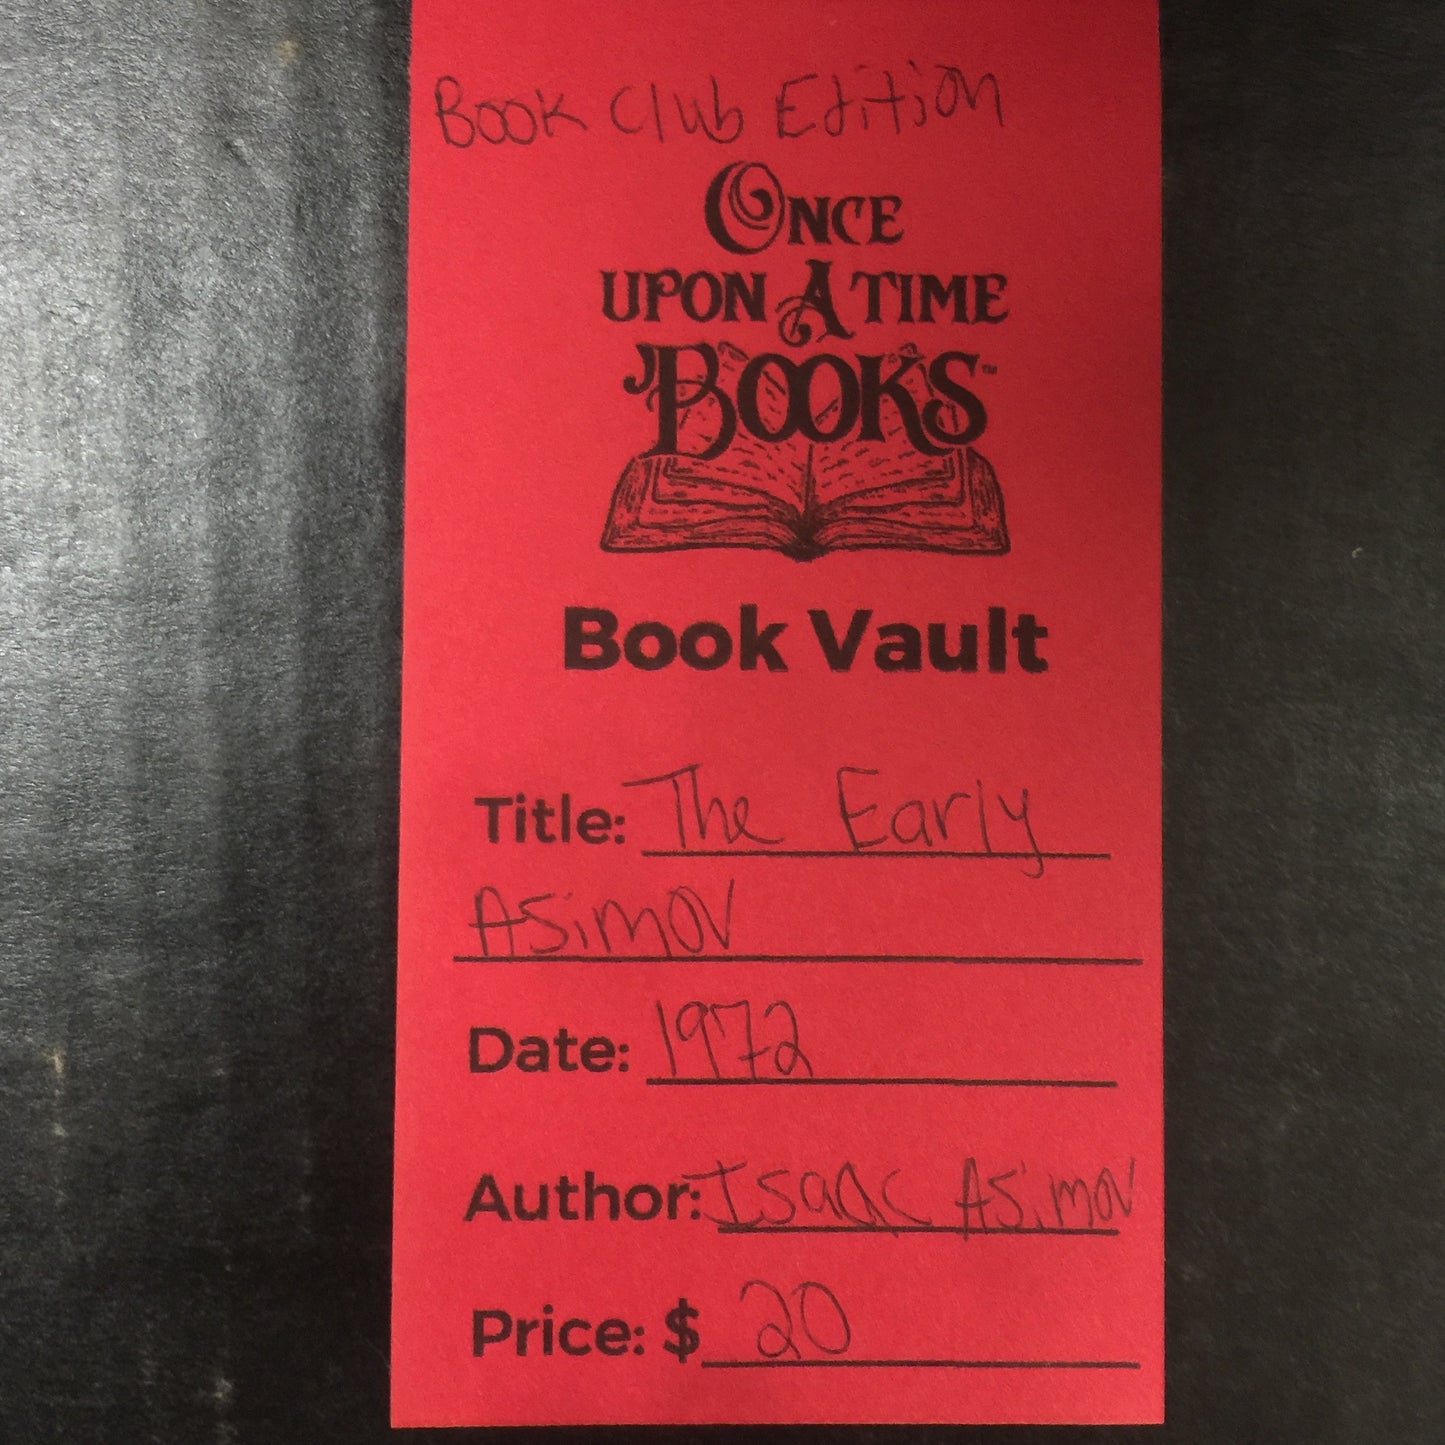 Book Club Edition
ONCE
UPON A TIME
BOOKS™
Book Vault
Title: The Early
Asimov
Date: 1972
Author: Isaac Asimov
Price: $ 20